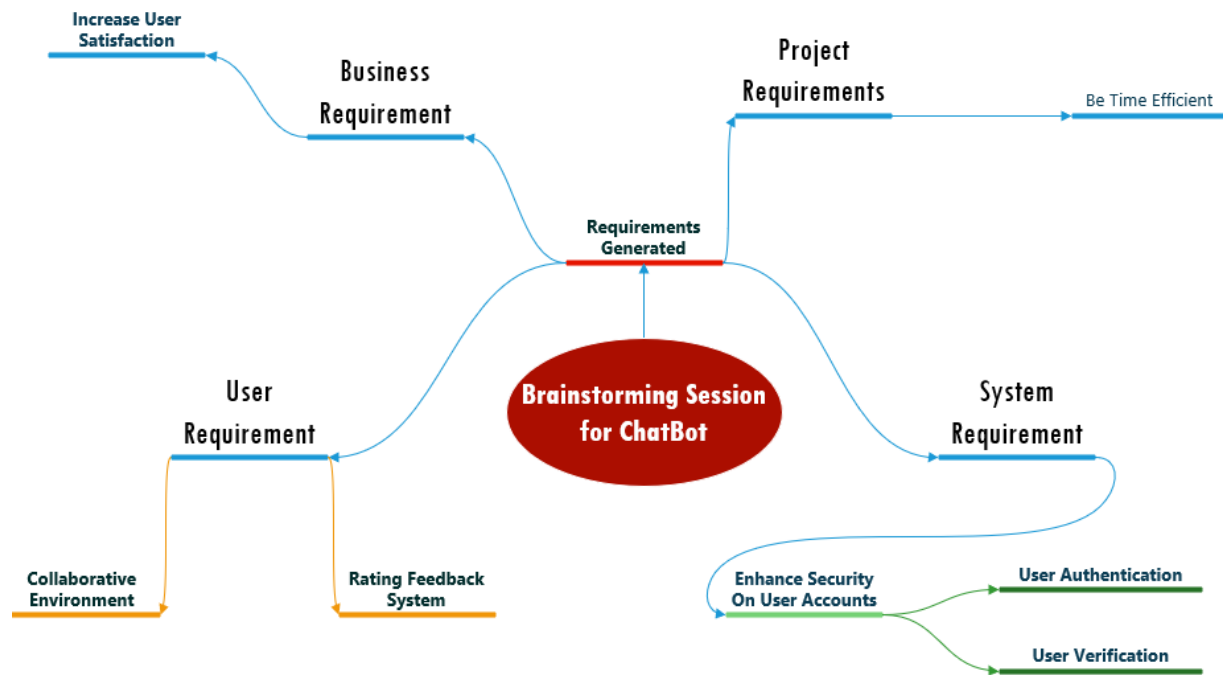 Increase User
Satisfaction
Business
Requirement
Project
Requirements
Be Time Efficient
Requirements
Generated
Brainstorming Session
for ChatBot
User
Requirement
System
Requirement
Collaborative
Environment
Rating Feedback
System
Enhance Security
On User Accounts
User Authentication
User Verification